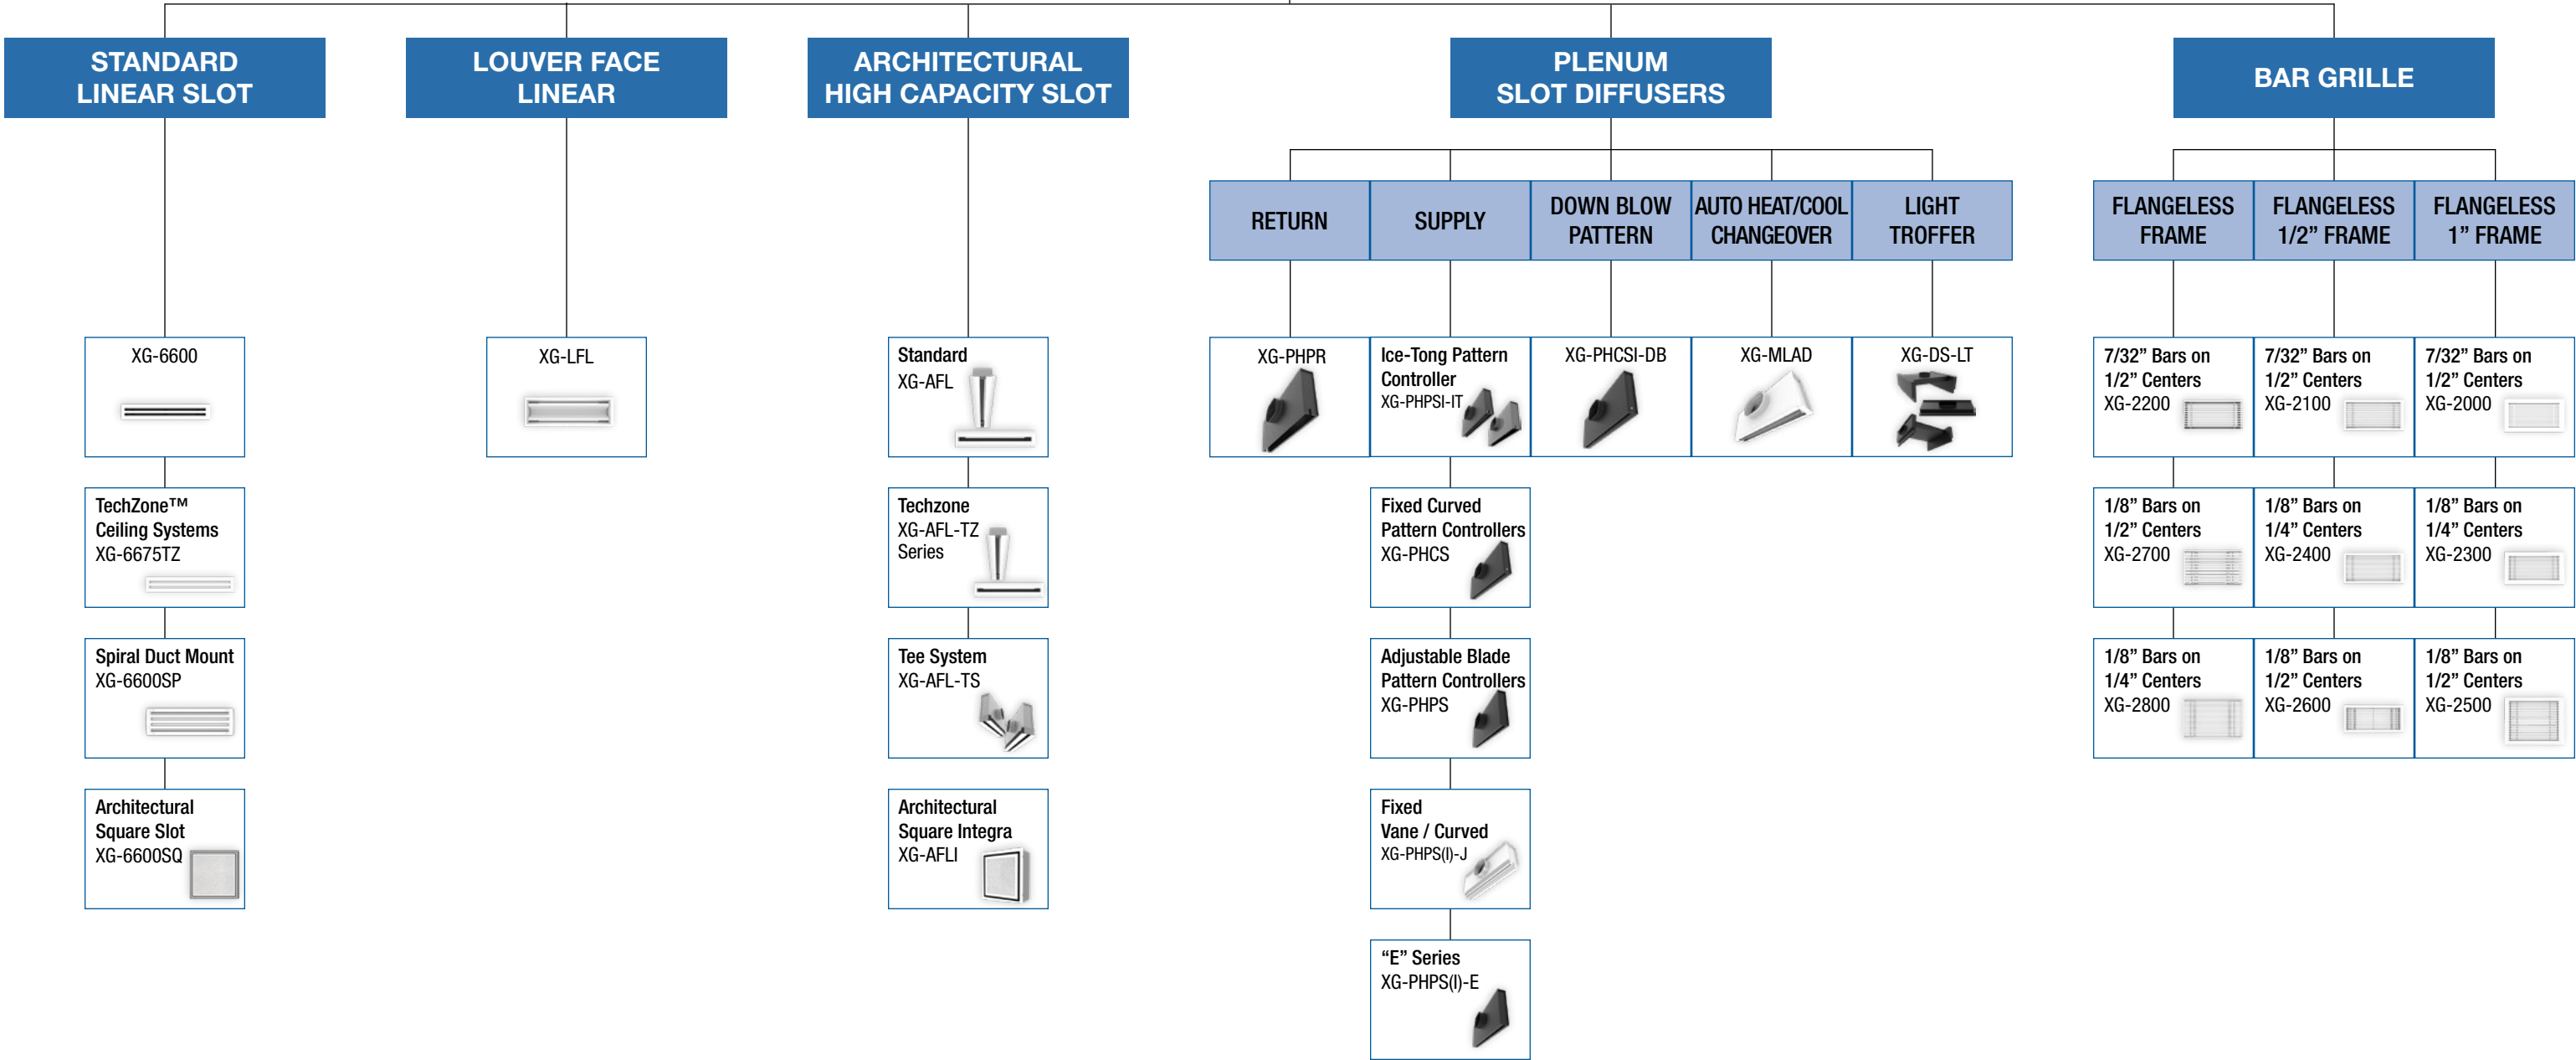 STANDARD
LINEAR SLOT
LOUVER FACE
LINEAR
ARCHITECTURAL
HIGH CAPACITY SLOT
PLENUM
SLOT DIFFUSERS
BAR GRILLE
RETURN
SUPPLY
DOWN BLOW
PATTERN
AUTO HEAT/COOL
CHANGEOVER
LIGHT
TROFFER
FLANGELESS
FRAME
FLANGELESS
1/2” FRAME
FLANGELESS
1” FRAME
XG-6600
TechZone™
Ceiling Systems
XG-6675TZ
Spiral Duct Mount
XG-6600SP
Architectural
Square Slot
XG-6600SQ
XG-LFL
Standard
XG-AFL
Techzone
XG-AFL-TZ
Series
Tee System
XG-AFL-TS
Architectural
Square Integra
XG-AFLI
XG-PHPR
Ice-Tong Pattern
Controller
XG-PHPSI-IT
Fixed Curved
Pattern Controllers
XG-PHCS
Adjustable Blade
Pattern Controllers
XG-PHPS
Fixed
Vane / Curved
XG-PHPS(I)-J
“E” Series
XG-PHPS(I)-E
XG-PHCSI-DB
XG-MLAD
XG-DS-LT
7/32” Bars on
1/2” Centers
XG-2200
1/8” Bars on
1/2” Centers
XG-2700
1/8” Bars on
1/4” Centers
XG-2800
7/32” Bars on
1/2” Centers
XG-2100
1/8” Bars on
1/4” Centers
XG-2400
1/8” Bars on
1/2” Centers
XG-2600
7/32” Bars on
1/2” Centers
XG-2000
1/8” Bars on
1/4” Centers
XG-2300
1/8” Bars on
1/2” Centers
XG-2500